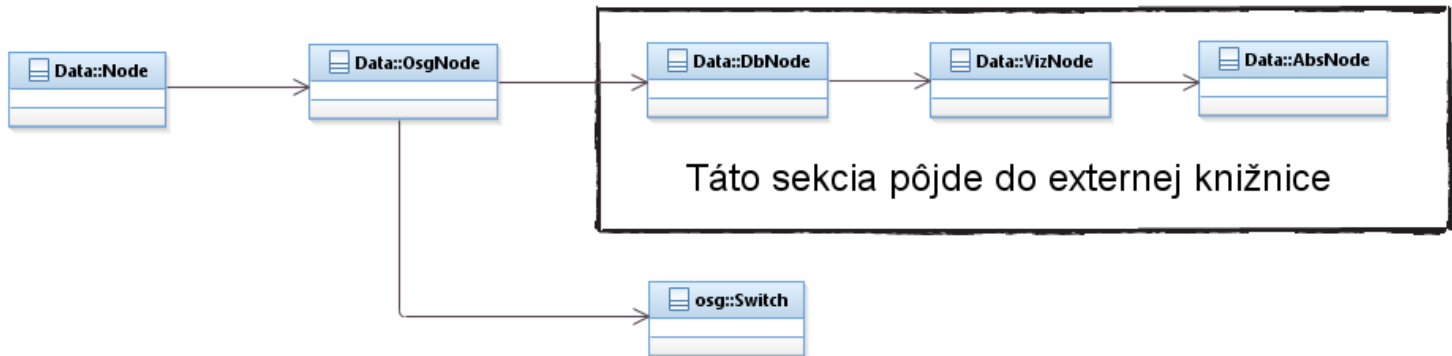 Data::Node
Data::OsgNode
Data::DbNode
Data::VizNode
Data::AbsNode
Táto sekcia pôjde do externej knižnice
osg::Switch